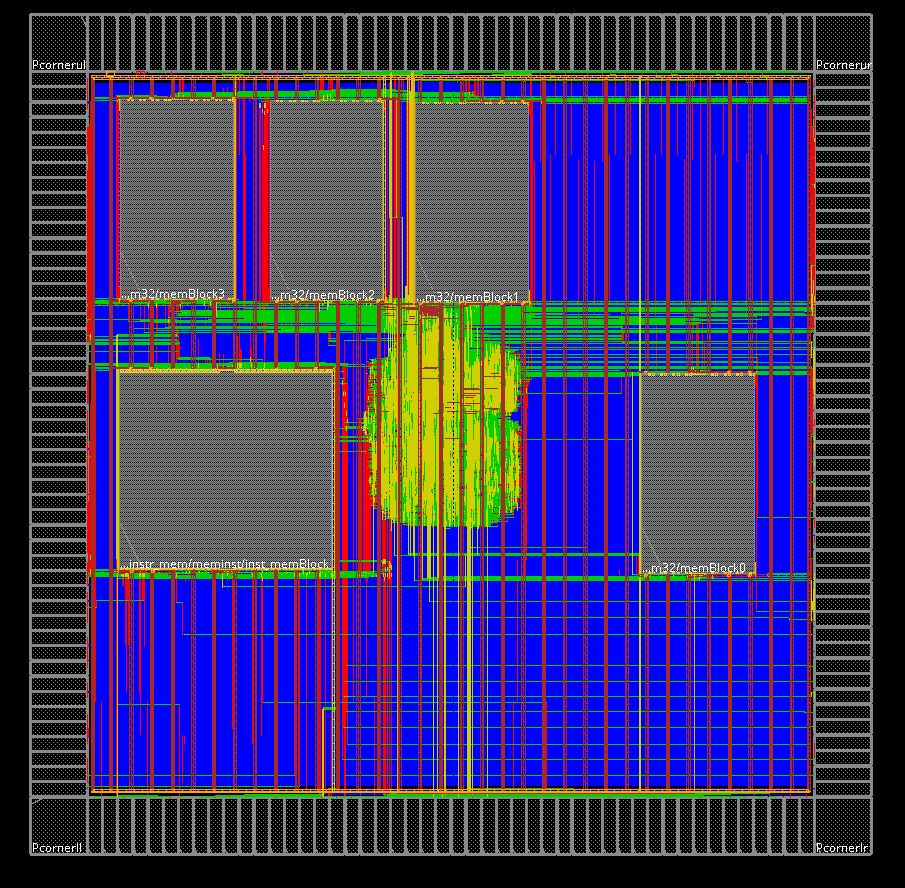 Pcornerul
Pcornerur
...m32/memBlock3
...m32/memBlock2
...m32/memBlock1
...instr_mem/meminst/inst_memBlock
...m32/memBlock0
Pcornerll
Pcornerlr